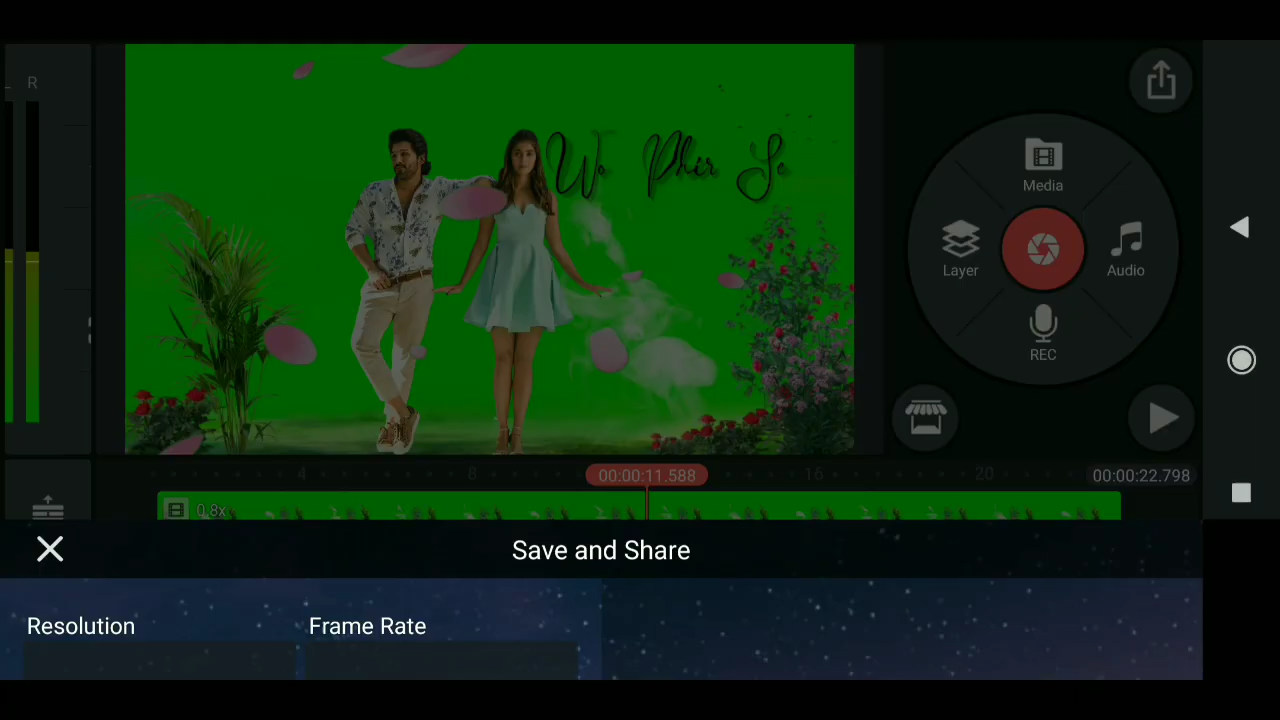 R
Wo Phir Se
Media
Layer
Audio
REC
4
8
00:00:11.588
16
20
00:00:22.798
0.8x
Save and Share
Resolution
Frame Rate